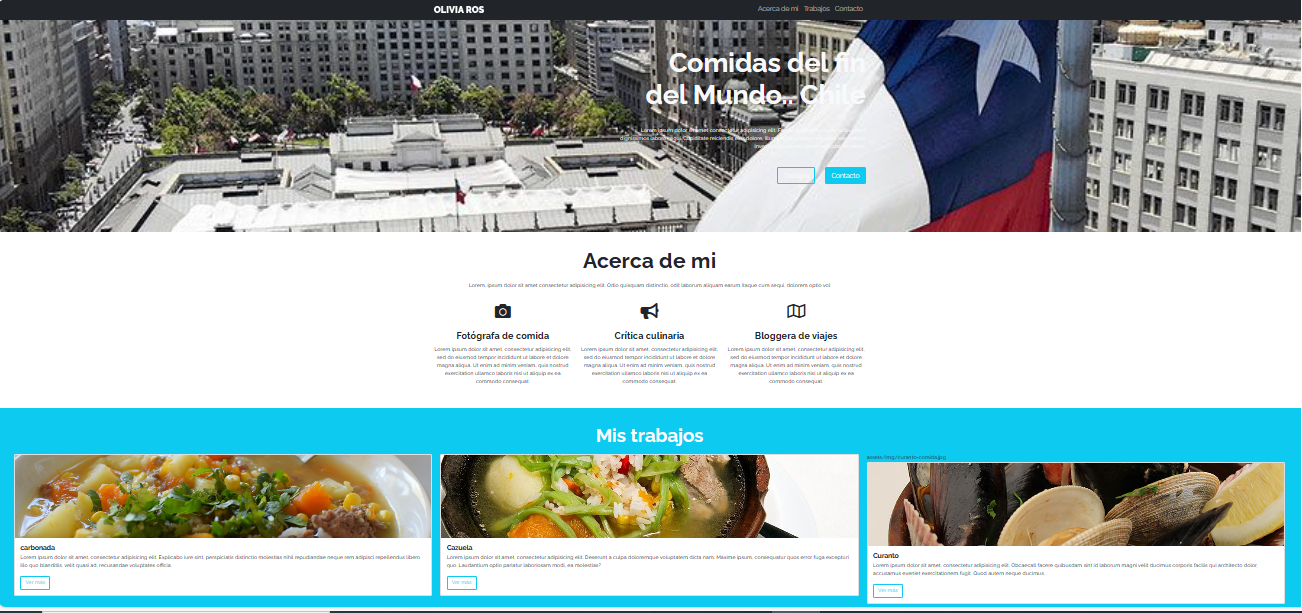 OLIVIA ROS
Acerca de mi Trabajos Contacto
Comidas del fin
del Mundo.. Chile
Lorem ipsum dolor sit amet consectetur adipisicing elit.
Contacto
Acerca de mi
Lorem, ipsum dolor sit amet consectetur adipisicing elit. Odio quisquam distinctio, odit laborum aliquam earum itaque cum sequi, dolorem optio vol
Fotógrafa de comida
Lorem ipsum dolor sit amet, consectetur adipisicing elit,
sed do eiusmod tempor incididunt ut labore et dolore
magna aliqua. Ut enim ad minim veniam, quis nostrud
exercitation ullamco laboris nisi ut aliquip ex ea
commodo consequat.
Crítica culinaria
Lorem ipsum dolor sit amet, consectetur adipisicing elit,
sed do eiusmod tempor incididunt ut labore et dolore
magna aliqua. Ut enim ad minim veniam, quis nostrud
exercitation ullamco laboris nisi ut aliquip ex ea
commodo consequat.
Bloggera de viajes
Lorem ipsum dolor sit amet, consectetur adipisicing elit,
sed do eiusmod tempor incididunt ut labore et dolore
magna aliqua. Ut enim ad minim veniam, quis nostrud
exercitation ullamco laboris nisi ut aliquip ex ea
commodo consequat.
Mis trabajos
carbonada
Lorem ipsum dolor sit amet, consectetur adipisicing elit. Explicabo iure sint, perspiciatis distinctio molestias nihil repudiandae neque rem adipisci repellendus libero
illo quo blanditiis, velit quasi ad, recusandae voluptates officia.
Ver más
Cazuela
Lorem ipsum dolor sit amet, consectetur adipisicing elit. Deserunt a culpa doloremque voluptatem dicta nam. Maxime ipsum, consequatur quos error fuga excepturi
quo. Laudantium optio pariatur laboriosam modi, ea molestias?
Ver más
assets/img/curanto-comida.jpg
Curanto
Lorem ipsum dolor sit amet, consectetur adipisicing elit. Obcaecati facere quibusdam sint id laborum magni velit ducimus corporis facilis qui architecto dolor,
accusamus eveniet exercitationem fugit. Quod autem neque ducimus.
Ver más